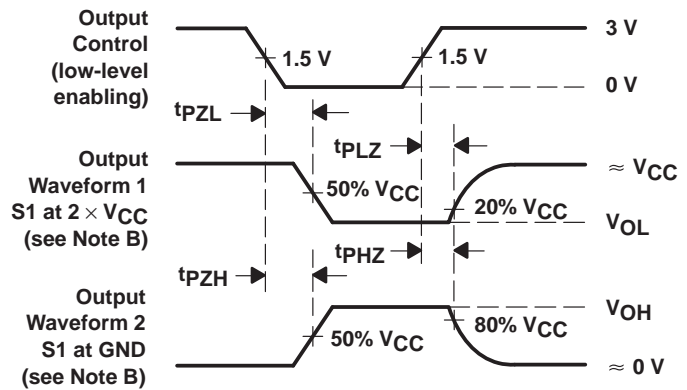 Output
Control
(low-level
enabling)
1.5 V
1.5 V
3 V
0 V
tPZL
tPLZ
Output
Waveform 1
S1 at 2 × VCC
(see Note B)
50% VCC
20% VCC
≈ VCC
VOL
tPZH
tPHZ
Output
Waveform 2
S1 at GND
(see Note B)
50% VCC
80% VCC
VOH
≈ 0 V